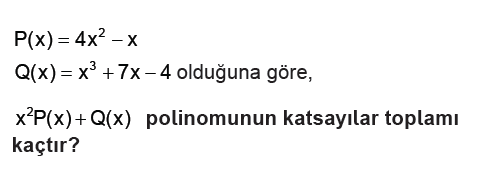 P(x) = 4x² – x
Q(x) = x³ + 7x – 4 olduğuna göre,
x²P(x) + Q(x) polinomunun katsayılar toplamı
kaçtır?